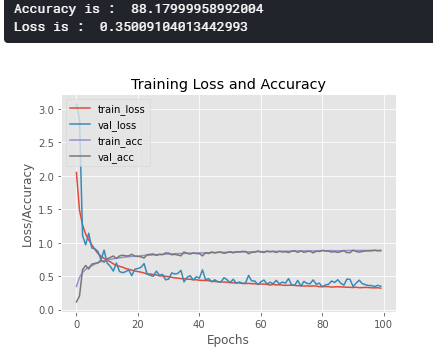 Accuracy is :  88.17999958992004
Loss is :  0.35009104013442993
Training Loss and Accuracy
train_loss
val_loss
train_acc
val_acc
3.0
2.5
2.0
1.5
1.0
0.5
0.0
Loss/Accuracy
0 20 40 60 80 100
Epochs